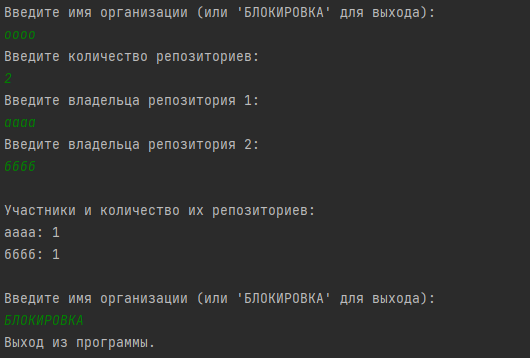 Введите имя организации (или 'БЛОКИРОВКА' для выхода):
оооо
Введите количество репозиториев:
2
Введите владельца репозитория 1:
аааа
Введите владельца репозитория 2:
бббб
Участники и количество их репозиториев:
аааа: 1
бббб: 1
Введите имя организации (или 'БЛОКИРОВКА' для выхода):
БЛОКИРОВКА
Выход из программы.